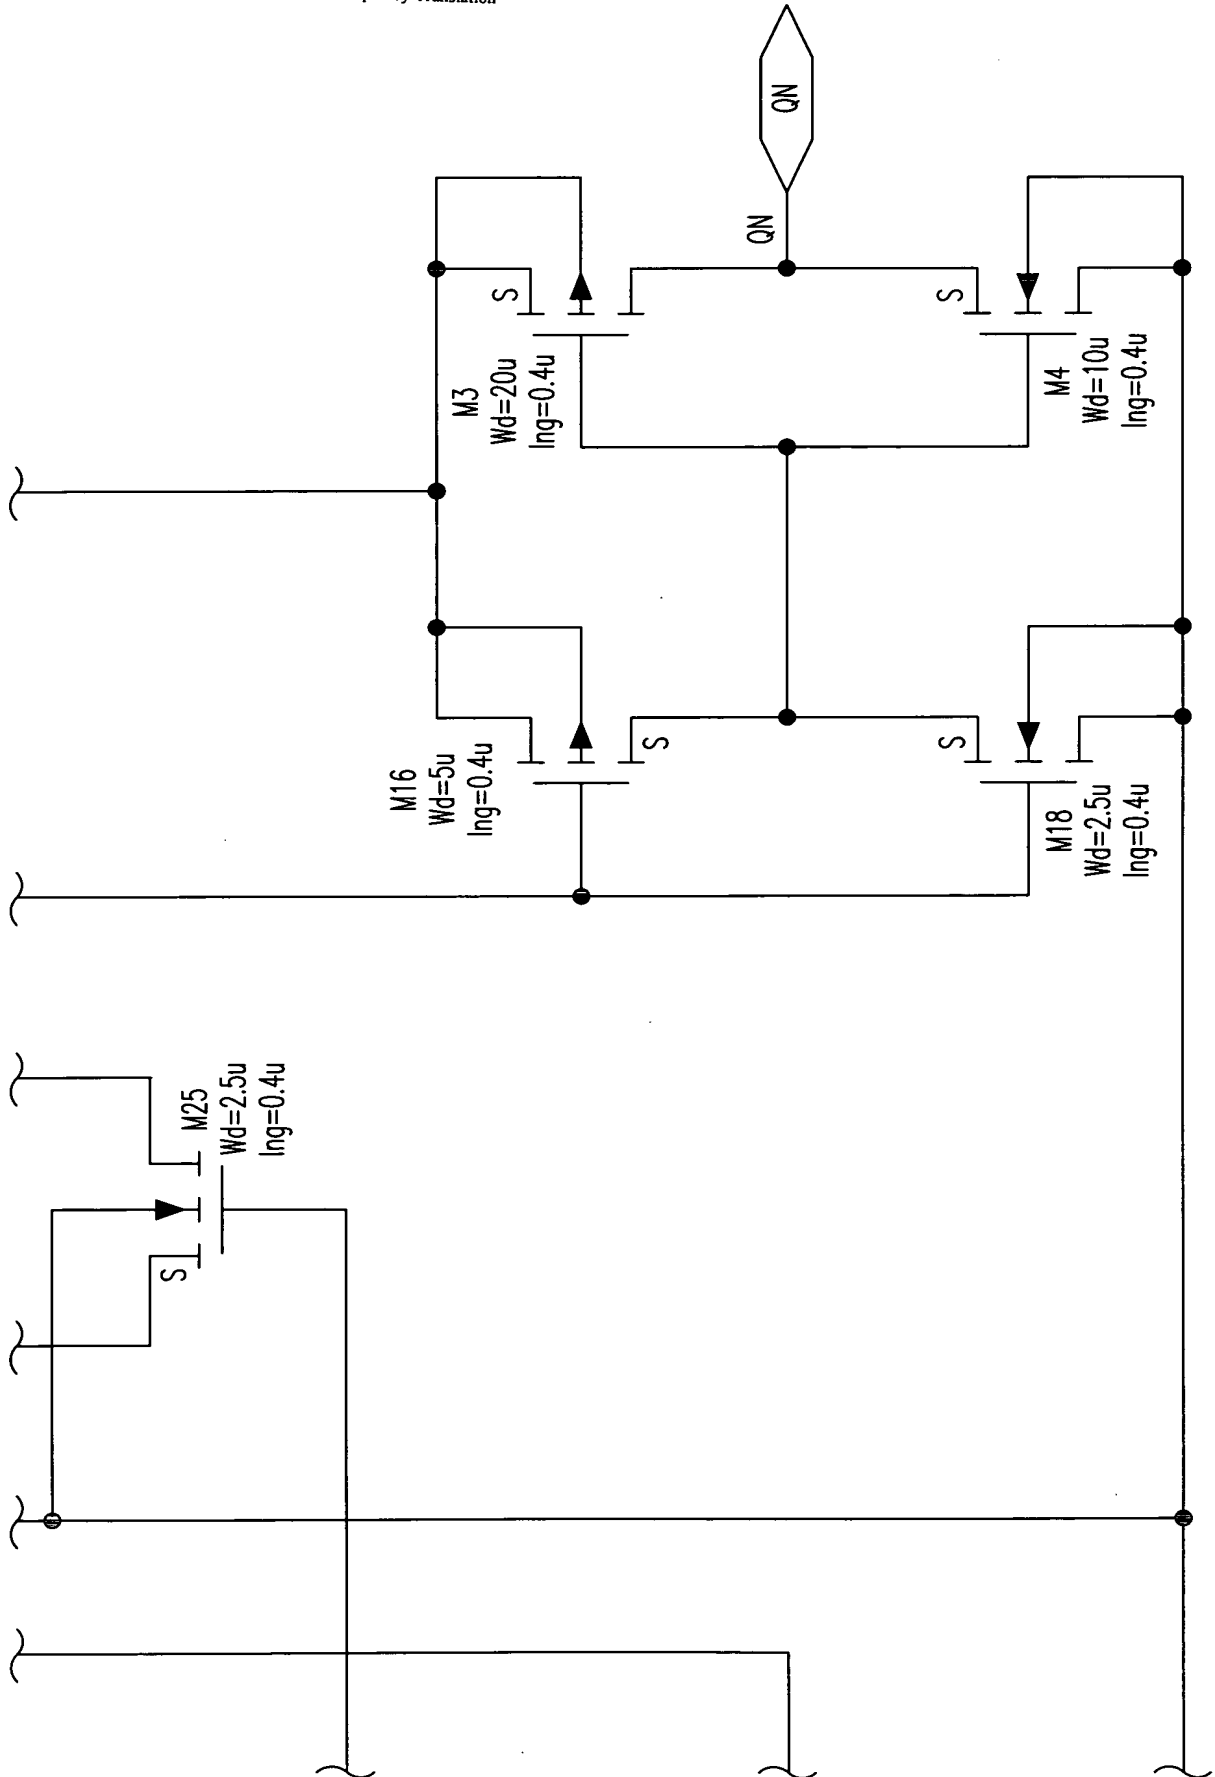 Translation
QN
QN
S
M3
Wd=20u
lng=0.4u
S
M4
Wd=10u
lng=0.4u
M16
Wd=5u
lng=0.4u
S
S
M18
Wd=2.5u
lng=0.4u
M25
Wd=2.5u
lng=0.4u
S